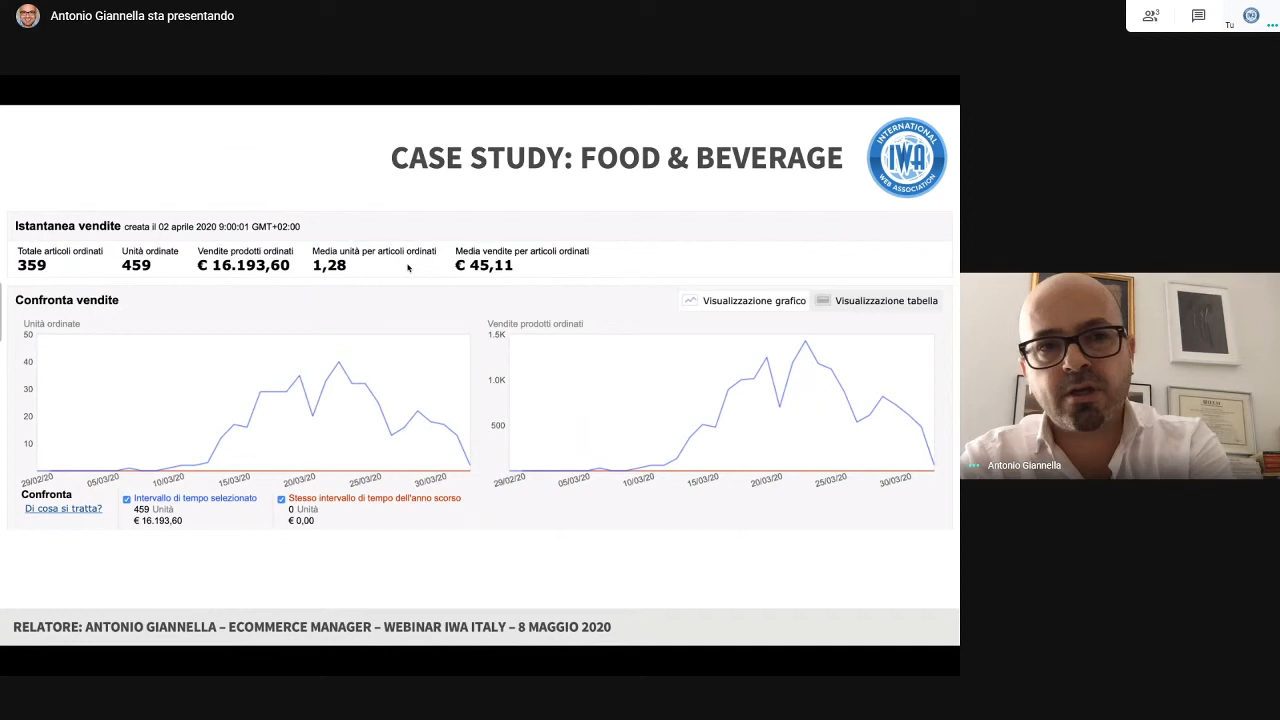 Antonio Giannella sta presentando
3
Tu
CASE STUDY: FOOD & BEVERAGE
INTERNATIONAL
IWA
WEB ASSOCIATION
Istantanea vendite creata il 02 aprile 2020 9:00:01 GMT+02:00
Totale articoli ordinati Unità ordinate Vendite prodotti ordinati Media unità per articoli ordinati Media vendite per articoli ordinati
359 459 € 16.193,60 1,28 € 45,11
Confronta vendite Visualizzazione grafico Visualizzazione tabella
Unità ordinate
50
40
30
20
10
29/02/20 05/03/20 10/03/20 15/03/20 20/03/20 25/03/20 30/03/20
Vendite prodotti ordinati
1.5K
1.0K
500
29/02/20 05/03/20 10/03/20 15/03/20 20/03/20 25/03/20 30/03/20
Confronta
Di cosa si tratta?
Intervallo di tempo selezionato
459 Unità
€ 16.193,60
Stesso intervallo di tempo dell'anno scorso
0 Unità
€ 0,00
Antonio Giannella
RELATORE: ANTONIO GIANNELLA – ECOMMERCE MANAGER – WEBINAR IWA ITALY – 8 MAGGIO 2020